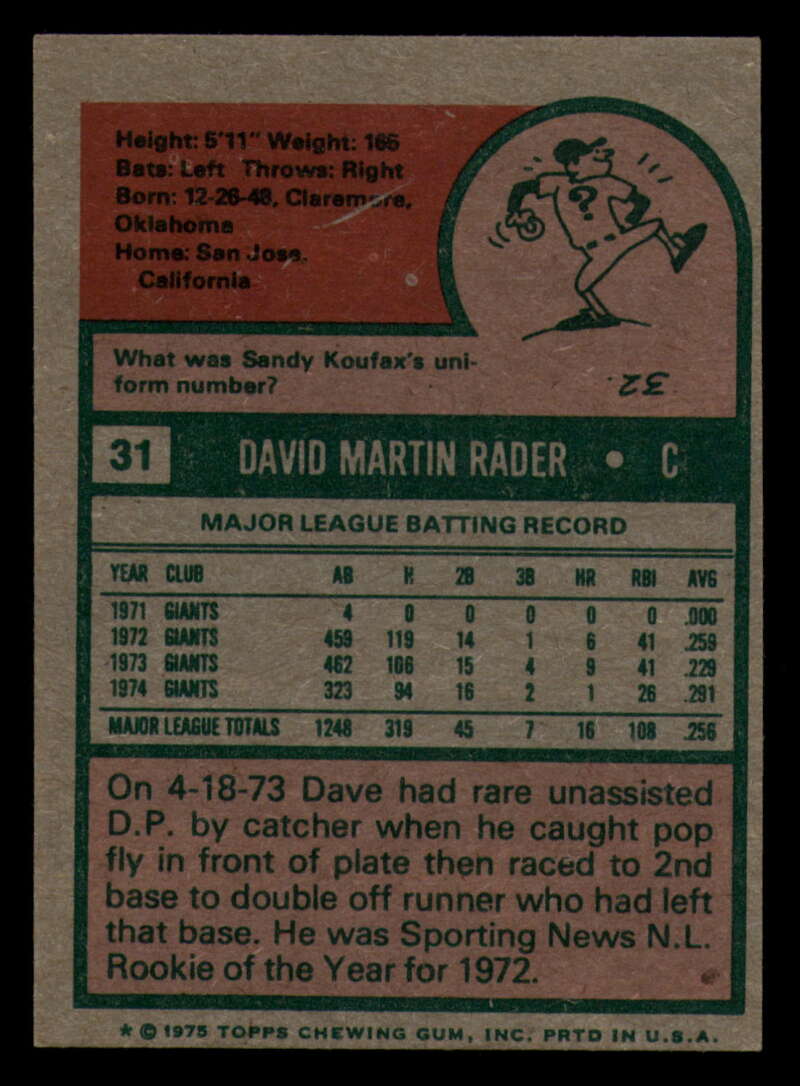 Height: 5'11" Weight: 165
Bats: Left Throws: Right
Born: 12-26-48, Claremore,
Oklahoma
Home: San Jose,
California
?
What was Sandy Koufax's uni-
form number?
32
31 DAVID MARTIN RADER • C
MAJOR LEAGUE BATTING RECORD
YEAR CLUB AB H 2B 3B HR RBI AVG
1971 GIANTS 4 0 0 0 0 0 .000
1972 GIANTS 459 119 14 1 6 41 .259
1973 GIANTS 462 106 15 4 9 41 .229
1974 GIANTS 323 94 16 2 1 26 .291
MAJOR LEAGUE TOTALS 1248 319 45 7 16 108 .256
On 4-18-73 Dave had rare unassisted
D.P. by catcher when he caught pop
fly in front of plate then raced to 2nd
base to double off runner who had left
that base. He was Sporting News N.L.
Rookie of the Year for 1972.
* © 1975 TOPPS CHEWING GUM, INC. PRTD IN U.S.A.